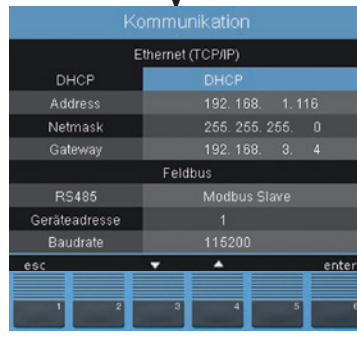 Kommunikation
Ethernet (TCP/IP)
DHCP DHCP
Address 192. 168. 1. 116
Netmask 255. 255. 255. 0
Gateway 192. 168. 3. 4
Feldbus
RS485 Modbus Slave
Geräteadresse 1
Baudrate 115200
esc enter
1 2 3 4 5 6